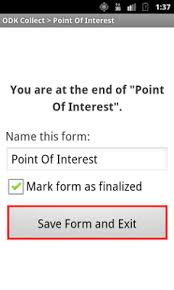 1:37
ODK Collect > Point Of Interest
You are at the end of "Point
Of Interest".
Name this form:
Point Of Interest
Mark form as finalized
Save Form and Exit